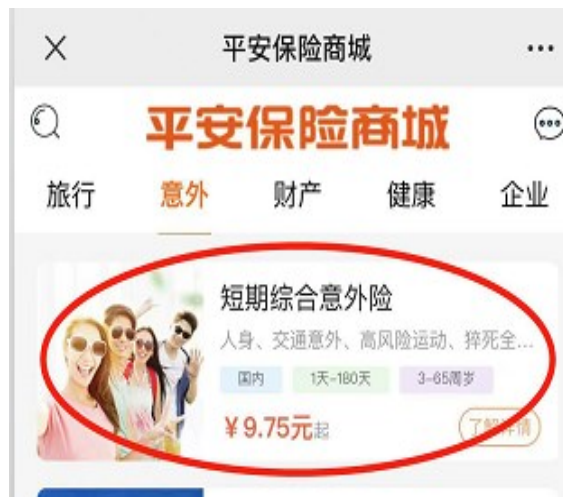 平安保险商城
平安保险商城
旅行 意外 财产 健康 企业
短期综合意外险
人身、交通意外、高风险运动、猝死全...
国内 1天-180天 3-65周岁
¥9.75元起 了解详情